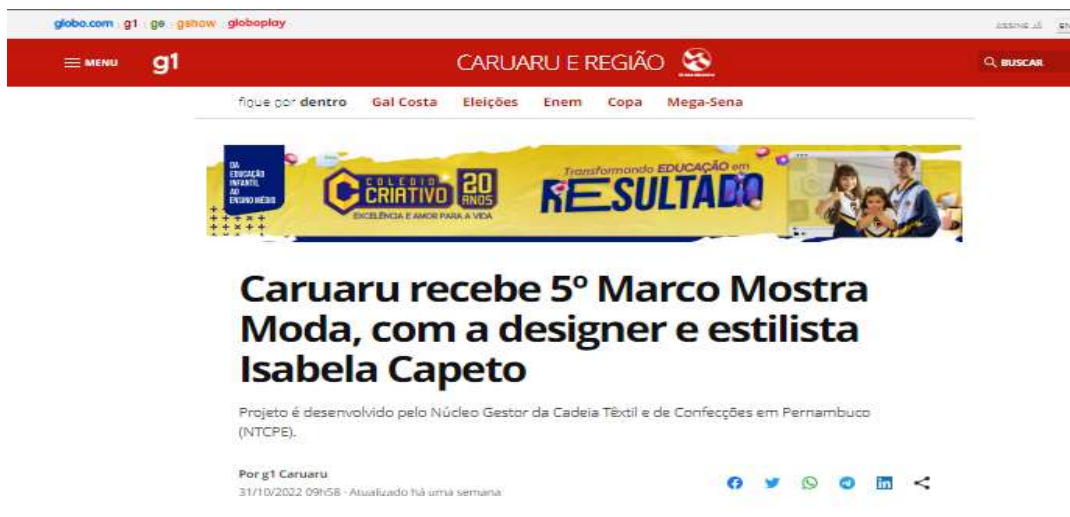 globo.com g1 ge gshow globoplay
ASSINE JÁ
MENU g1 CARUARU E REGIÃO BUSCAR
fique por dentro Gal Costa Eleições Enem Copa Mega-Sena
DA
EDUCAÇÃO
INFANTIL
AO
ENSINO MÉDIO
COLÉGIO
CRIATIVO
20
ANOS
EXCELÊNCIA E AMOR PARA A VIDA
Transformando EDUCAÇÃO em
RESULTADO
Caruaru recebe 5º Marco Mostra
Moda, com a designer e estilista
Isabela Capeto
Projeto é desenvolvido pelo Núcleo Gestor da Cadeia Têxtil e de Confecções em Pernambuco
(NTCPE).
Por g1 Caruaru
31/10/2022 09h58 · Atualizado há uma semana